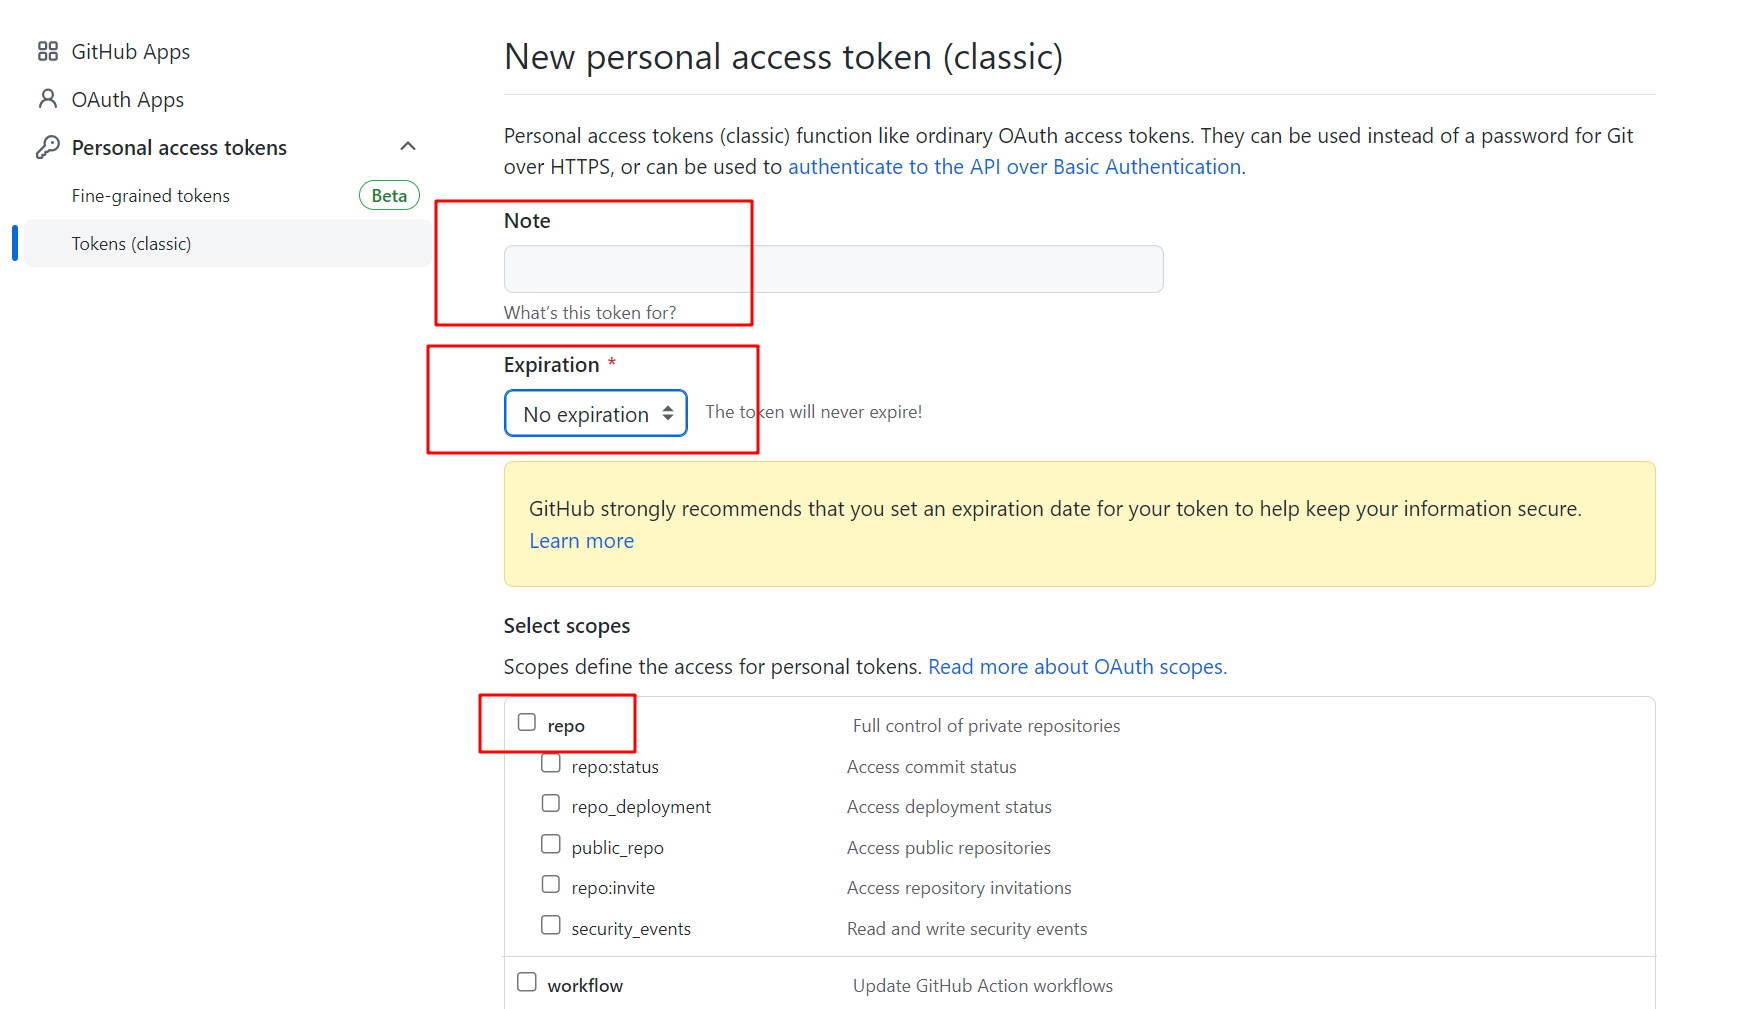 GitHub Apps
OAuth Apps
Personal access tokens
Fine-grained tokens Beta
Tokens (classic)
New personal access token (classic)
Personal access tokens (classic) function like ordinary OAuth access tokens. They can be used instead of a password for Git
over HTTPS, or can be used to authenticate to the API over Basic Authentication.
Note
What's this token for?
Expiration *
No expiration The token will never expire!
GitHub strongly recommends that you set an expiration date for your token to help keep your information secure.
Learn more
Select scopes
Scopes define the access for personal tokens. Read more about OAuth scopes.
repo Full control of private repositories
repo:status Access commit status
repo_deployment Access deployment status
public_repo Access public repositories
repo:invite Access repository invitations
security_events Read and write security events
workflow Update GitHub Action workflows